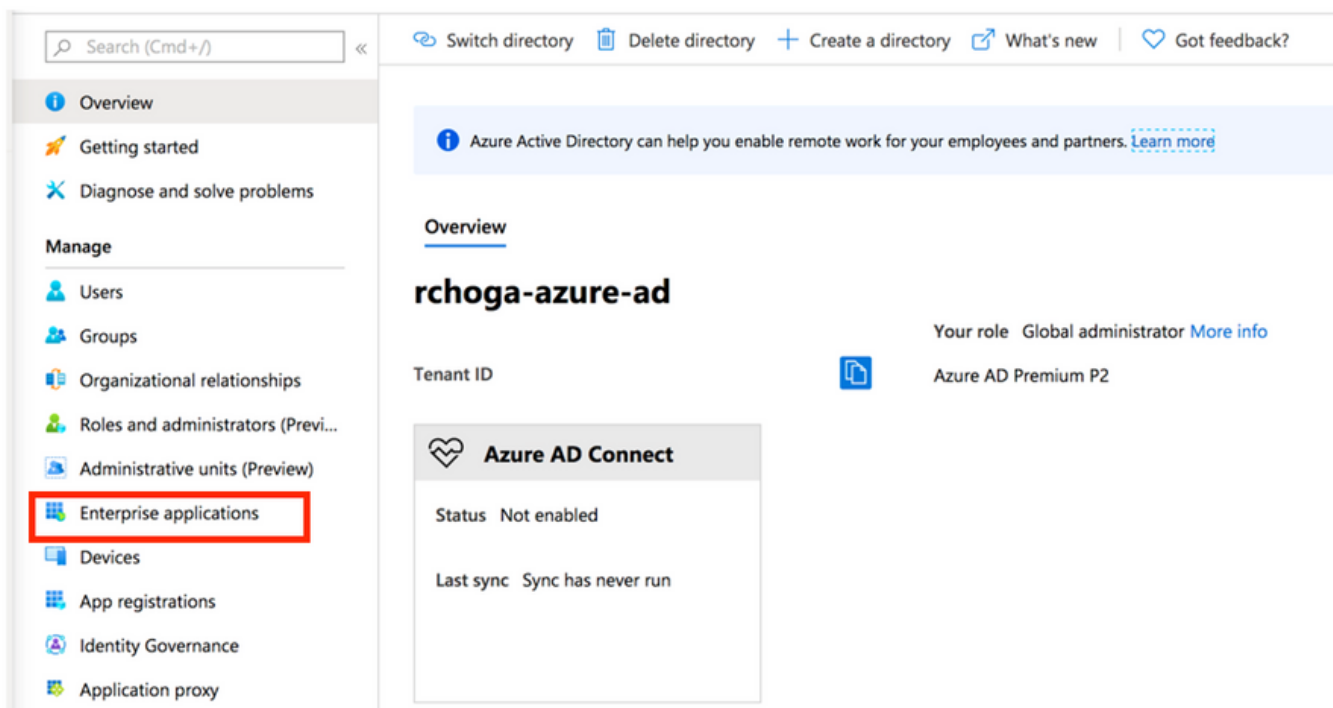 Search (Cmd+/)
«
Switch directory
Delete directory
Create a directory
What's new
Got feedback?
Overview
Getting started
Diagnose and solve problems
Manage
Users
Groups
Organizational relationships
Roles and administrators (Previ...
Administrative units (Preview)
Enterprise applications
Devices
App registrations
Identity Governance
Application proxy
Azure Active Directory can help you enable remote work for your employees and partners. Learn more
Overview
rchoga-azure-ad
Your role Global administrator More info
Tenant ID
Azure AD Premium P2
Azure AD Connect
Status Not enabled
Last sync Sync has never run